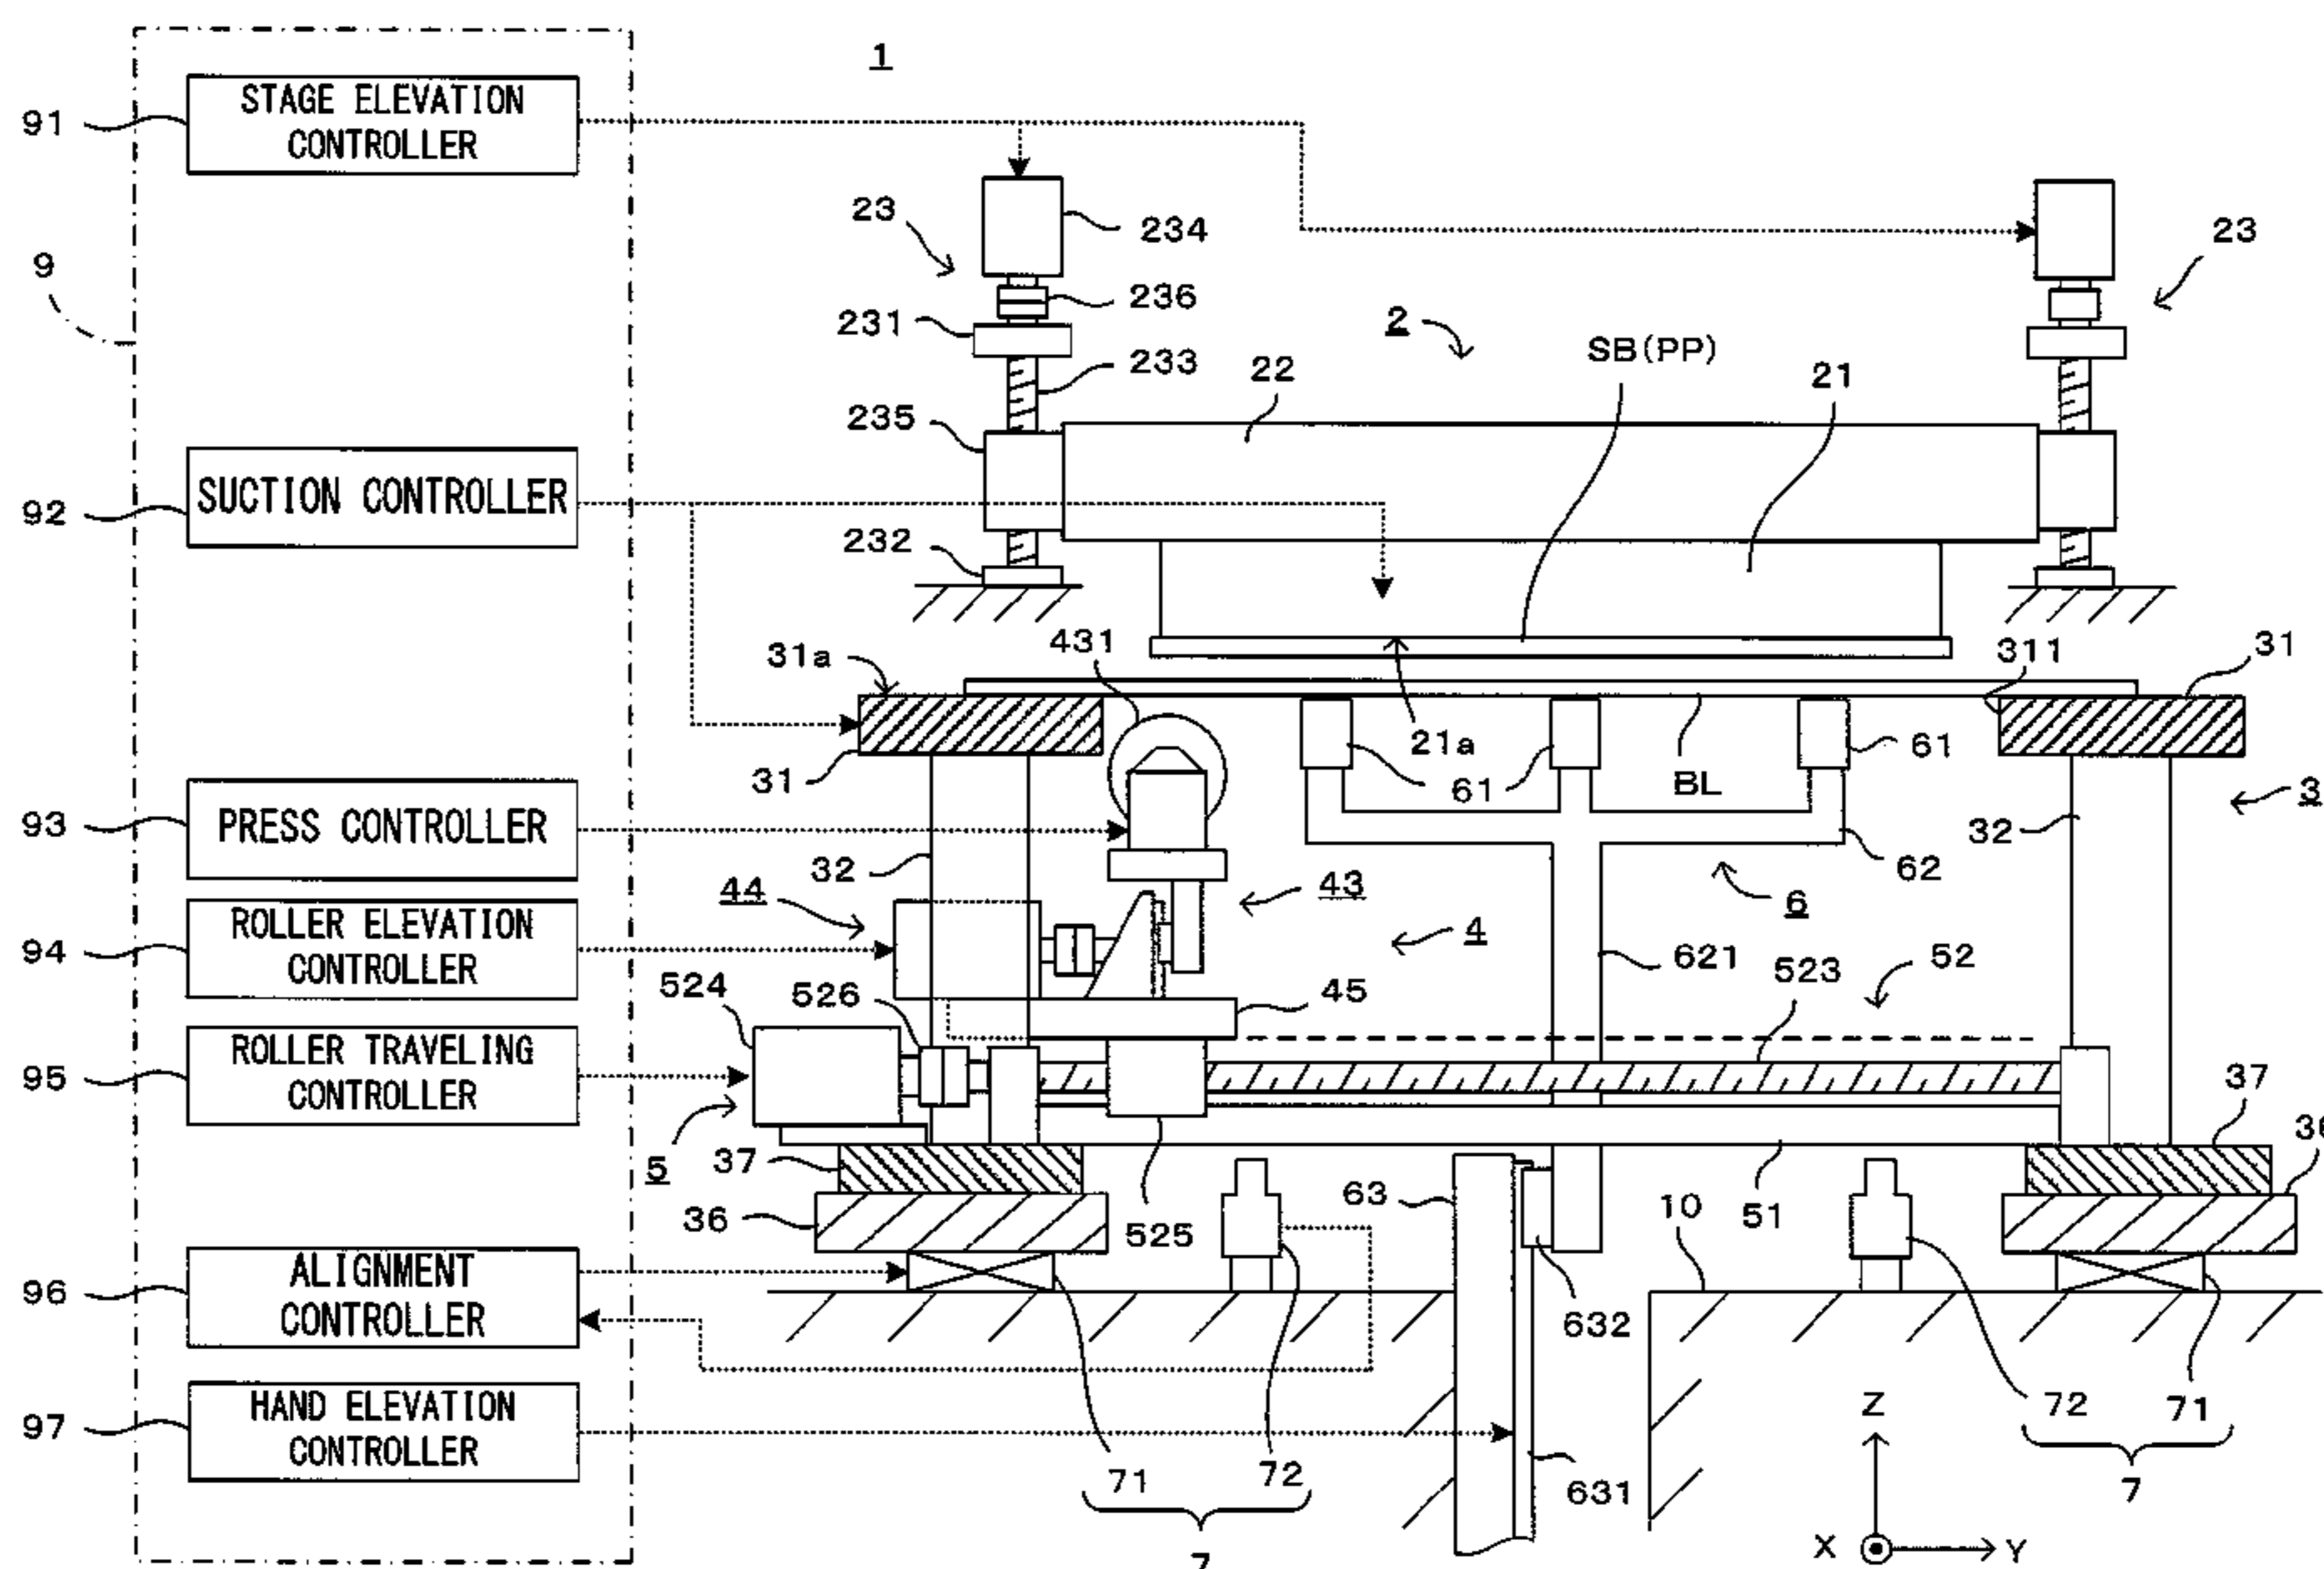 1
91
STAGE ELEVATION
CONTROLLER
23
234
23
9
236
231
2
SB(PP)
233
22
21
235
92
SUCTION CONTROLLER
232
431
311
31
31a
21a
61
31
61
BL
3
93
PRESS CONTROLLER
32
32
62
44
43
6
94
ROLLER ELEVATION
CONTROLLER
4
621
52
523
524
526
45
95
ROLLER TRAVELING
CONTROLLER
37
5
37
63
10
36
525
51
96
ALIGNMENT
CONTROLLER
632
97
HAND ELEVATION
CONTROLLER
Z
72
71
71
72
631
7
7
X
Y